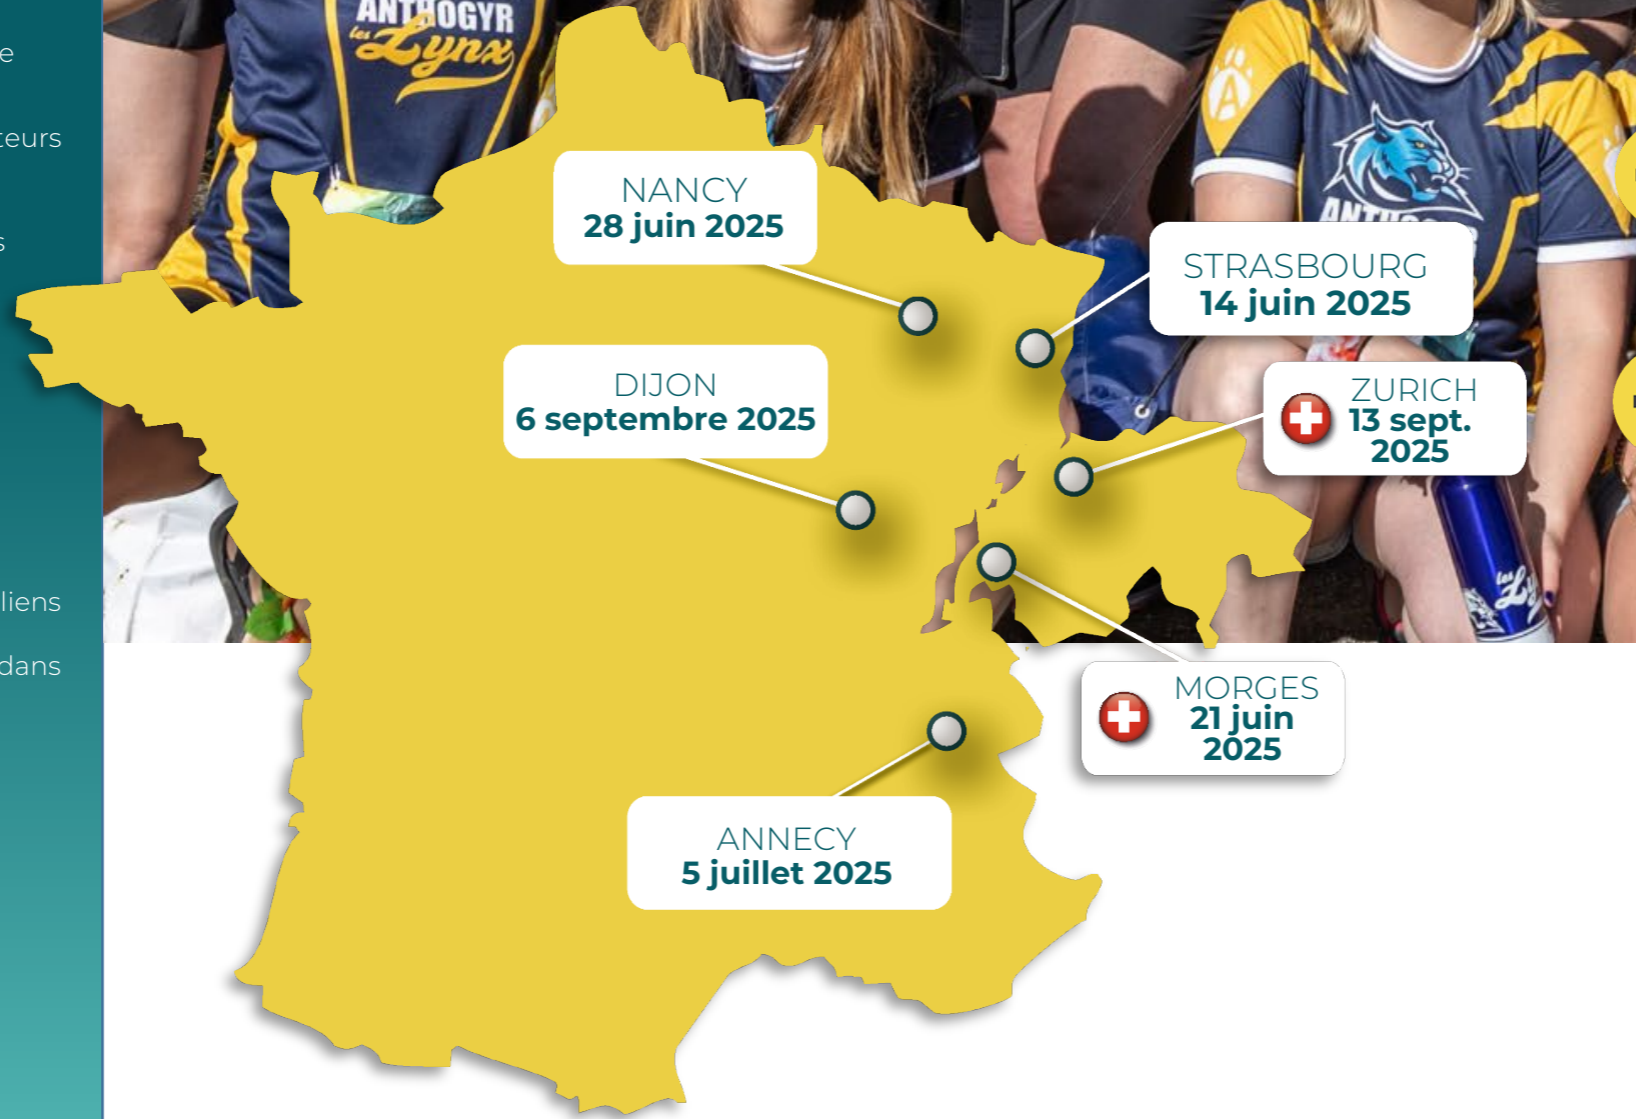 ANTHOGYR
les Lynx
e
teurs
s
liens
dans
NANCY
28 juin 2025
STRASBOURG
14 juin 2025
DIJON
6 septembre 2025
ZURICH
13 sept.
2025
MORGES
21 juin
2025
ANNECY
5 juillet 2025